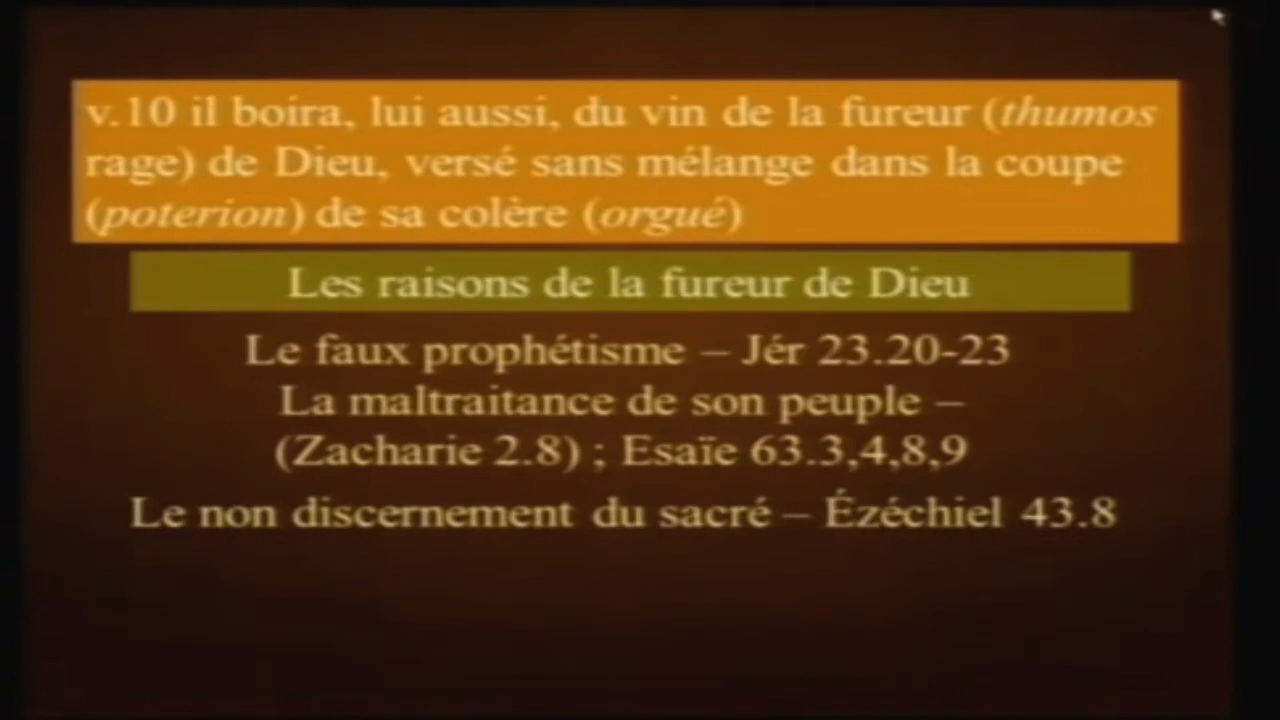 v.10 il boira, lui aussi, du vin de la fureur (thumos
rage) de Dieu, versé sans mélange dans la coupe
(poterion) de sa colère (orgué)
Les raisons de la fureur de Dieu
Le faux prophétisme – Jér 23.20-23
La maltraitance de son peuple –
(Zacharie 2.8) ; Esaïe 63.3,4,8,9
Le non discernement du sacré – Ézéchiel 43.8